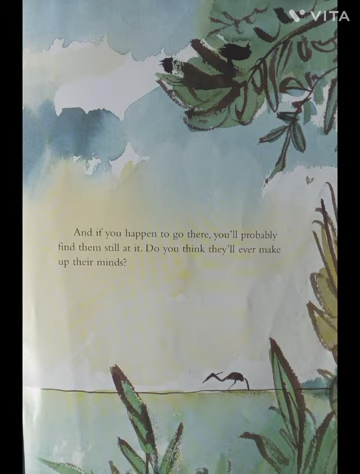 VITA
And if you happen to go there, you'll probably
find them still at it. Do you think they'll ever make
up their minds?